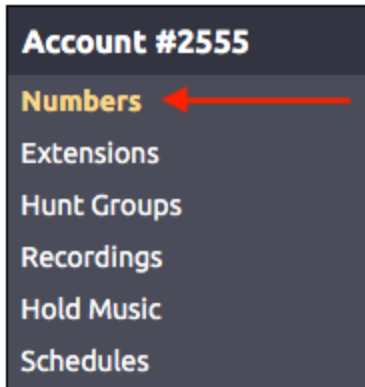 Account #2555
Numbers
Extensions
Hunt Groups
Recordings
Hold Music
Schedules